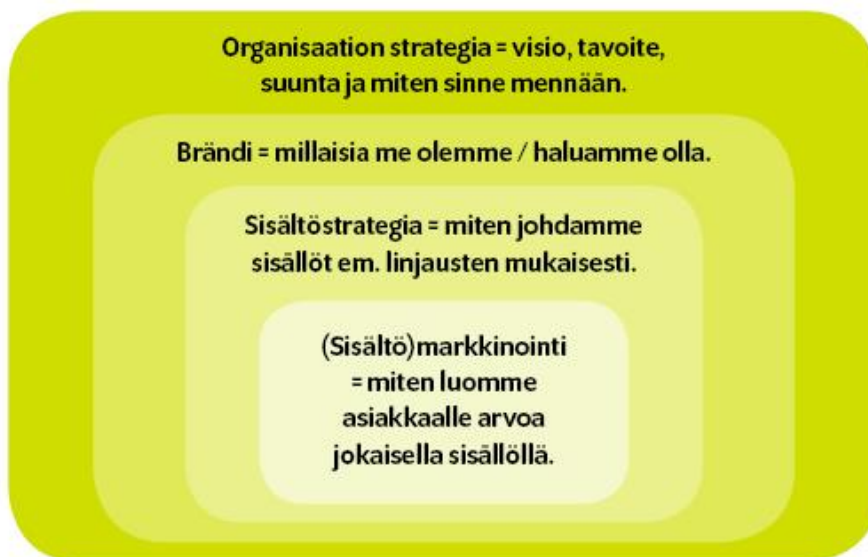 Organisaation strategia = visio, tavoite,
suunta ja miten sinne mennään.
Brändi = millaisia me olemme / haluamme olla.
Sisältöstrategia = miten johdamme
sisällöt em. linjausten mukaisesti.
(Sisältö)markkinointi
= miten luomme
asiakkaalle arvoa
jokaisella sisällöllä.